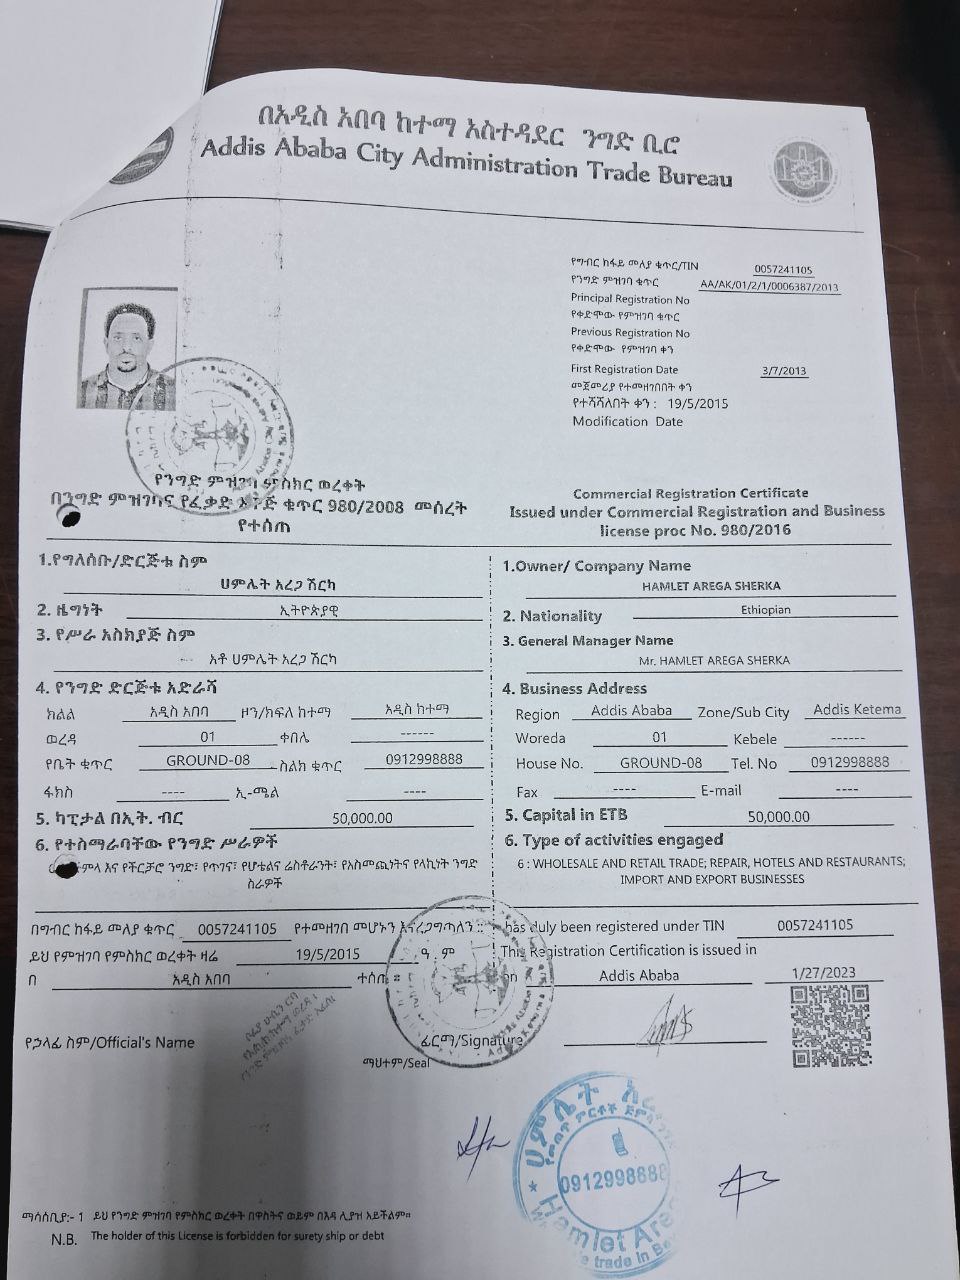 በአዲስ አበባ ከተማ አስተዳደር ንግድ ቢሮ
Addis Ababa City Administration Trade Bureau
የግብር ከፋይ መለያ ቁጥር/TIN 0057241105
የንግድ ምዝገባ ቁጥር AA/AK/01/2/1/0006387/2013
Principal Registration No
የቀድሞው የምዝገባ ቁጥር
Previous Registration No
የቀድሞው የምዝገባ ቀን
First Registration Date 3/7/2013
መጀመሪያ የተመዘገበበት ቀን
የተሻሻለበት ቀን : 19/5/2015
Modification Date
የንግድ ምዝገባ ምስክር ወረቀት
በንግድ ምዝገባና የፈቃድ አዋጅ ቁጥር 980/2008 መሰረት
የተሰጠ
Commercial Registration Certificate
Issued under Commercial Registration and Business
license proc No. 980/2016
1.የግለሰቡ/ድርጅቱ ስም
ሀምሌት አረጋ ሽርካ
2. ዜግነት ኢትዮጵያዊ
3. የሥራ አስኪያጅ ስም
አቶ ሀምሌት አረጋ ሽርካ
4. የንግድ ድርጅቱ አድራሻ
ክልል አዲስ አበባ ዞን/ክፍለ ከተማ አዲስ ከተማ
ወረዳ 01 ቀበሌ ------
የቤት ቁጥር GROUND-08 ስልክ ቁጥር 0912998888
ፋክስ ---- ኢ-ሜል ----
5. ካፒታል በኢት. ብር 50,000.00
6. የተሰማራባቸው የንግድ ሥራዎች
ምላ እና የችርቻሮ ንግድ፣ የጥገና፣ የሆቴልና ሬስቶራንት፣ የአስመጪነትና የላኪነት ንግድ
ስራዎች
1.Owner/ Company Name
HAMLET AREGA SHERKA
2. Nationality Ethiopian
3. General Manager Name
Mr. HAMLET AREGA SHERKA
4. Business Address
Region Addis Ababa Zone/Sub City Addis Ketema
Woreda 01 Kebele ------
House No. GROUND-08 Tel. No 0912998888
Fax ---- E-mail ----
5. Capital in ETB 50,000.00
6. Type of activities engaged
6 : WHOLESALE AND RETAIL TRADE; REPAIR, HOTELS AND RESTAURANTS;
IMPORT AND EXPORT BUSINESSES
በግብር ከፋይ መለያ ቁጥር 0057241105 የተመዘገበ መሆኑን እናረጋግጣለን ::
ይህ የምዝገባ የምስክር ወረቀት ዛሬ 19/5/2015 ዓ . ም
በ አዲስ አበባ ተሰጠ ::
has duly been registered under TIN 0057241105
This Registration Certification is issued in
on Addis Ababa 1/27/2023
የኃላፊ ስም/Official's Name
ፊርማ/Signature
ማህተም/Seal
ሀምሌት
0912998888
Hamlet Are
trade in
ማሳሰቢያ:- 1 ይህ የንግድ ምዝገባ የምስክር ወረቀት በዋስትና ወይም በእዳ ሊያዝ አይችልም።
N.B. The holder of this License is forbidden for surety ship or debt